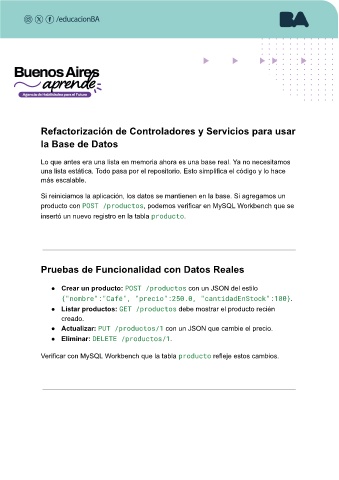 /educacionBA
BA
Buenos Aires
aprende
Agencia de Habilidades para el Futuro
Refactorización de Controladores y Servicios para usar
la Base de Datos
Lo que antes era una lista en memoria ahora es una base real. Ya no necesitamos
una lista estática. Todo pasa por el repositorio. Esto simplifica el código y lo hace
más escalable.
Si reiniciamos la aplicación, los datos se mantienen en la base. Si agregamos un
producto con POST /productos, podemos verificar en MySQL Workbench que se
insertó un nuevo registro en la tabla producto.
Pruebas de Funcionalidad con Datos Reales
● Crear un producto: POST /productos con un JSON del estilo
{"nombre":"Café", "precio":250.0, "cantidadEnStock":100}.
● Listar productos: GET /productos debe mostrar el producto recién
creado.
● Actualizar: PUT /productos/1 con un JSON que cambie el precio.
● Eliminar: DELETE /productos/1.
Verificar con MySQL Workbench que la tabla producto refleje estos cambios.